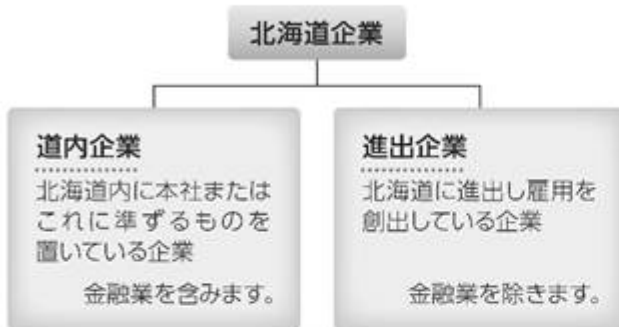 北海道企業
道内企業
北海道内に本社または
これに準ずるものを
置いている企業
金融業を含みます。
進出企業
北海道に進出し雇用を
創出している企業
金融業を除きます。